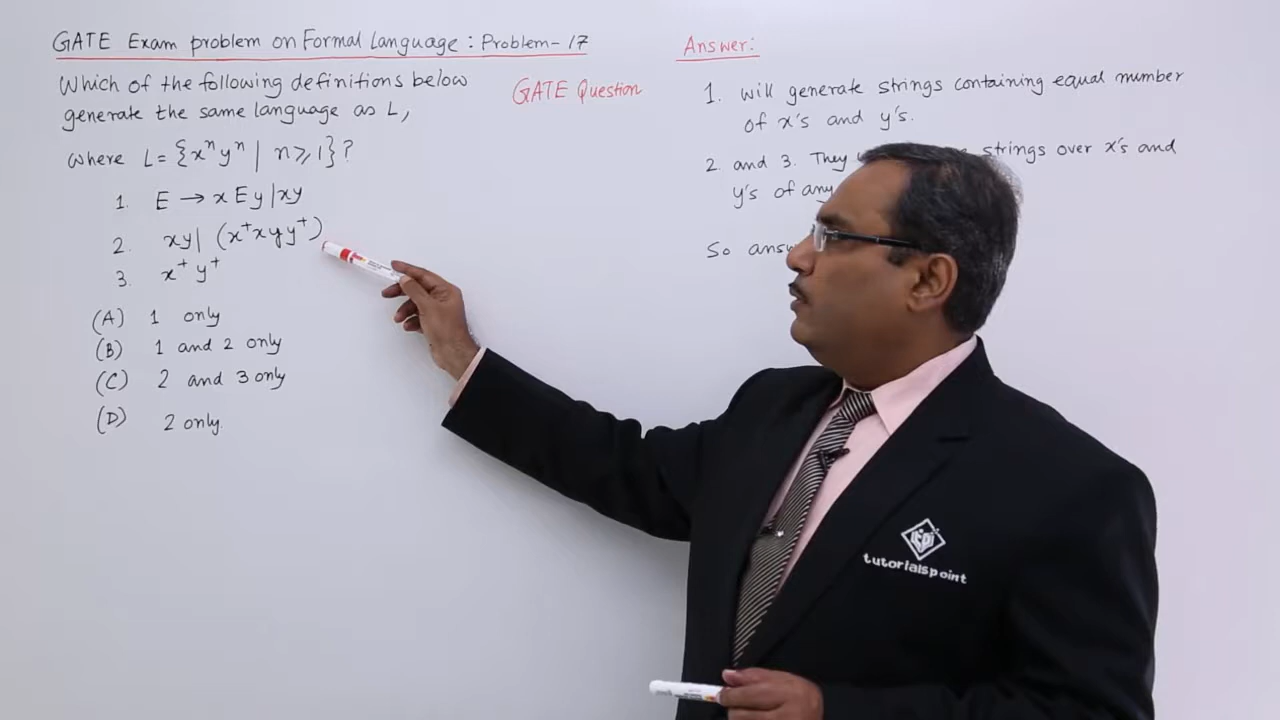 GATE Exam problem on Formal Language : Problem-17
Which of the following definitions below
generate the same language as L,
where L = {xⁿyⁿ | n ⩾ 1}?
1. E → x E y | xy
2. xy | (x⁺xyy⁺)
3. x⁺ y⁺
(A) 1 only
(B) 1 and 2 only
(C) 2 and 3 only
(D) 2 only.
GATE Question
Answer:
1. will generate strings containing equal number
of x's and y's.
2. and 3. They strings over x's and
y's of any
So
tutorialspoint